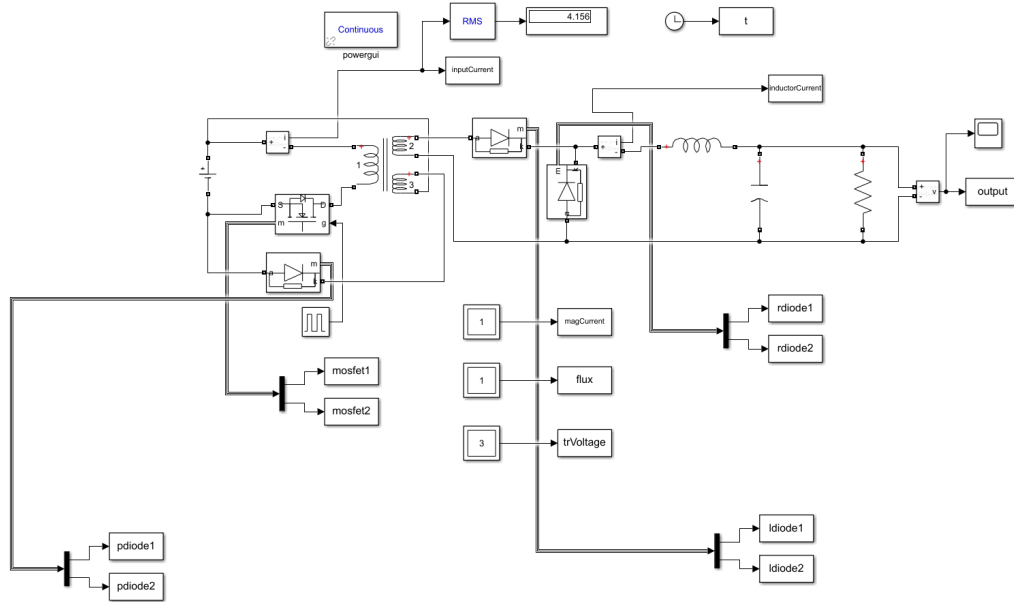 Continuous
powergui
RMS
4.156
t
inputCurrent
inductorCurrent
+
i
-
1
2
3
a
m
k
+
i
-
m
a
k
S
D
m
g
+
-
v
output
a
m
k
1
magCurrent
1
flux
3
trVoltage
rdiode1
rdiode2
mosfet1
mosfet2
ldiode1
ldiode2
pdiode1
pdiode2